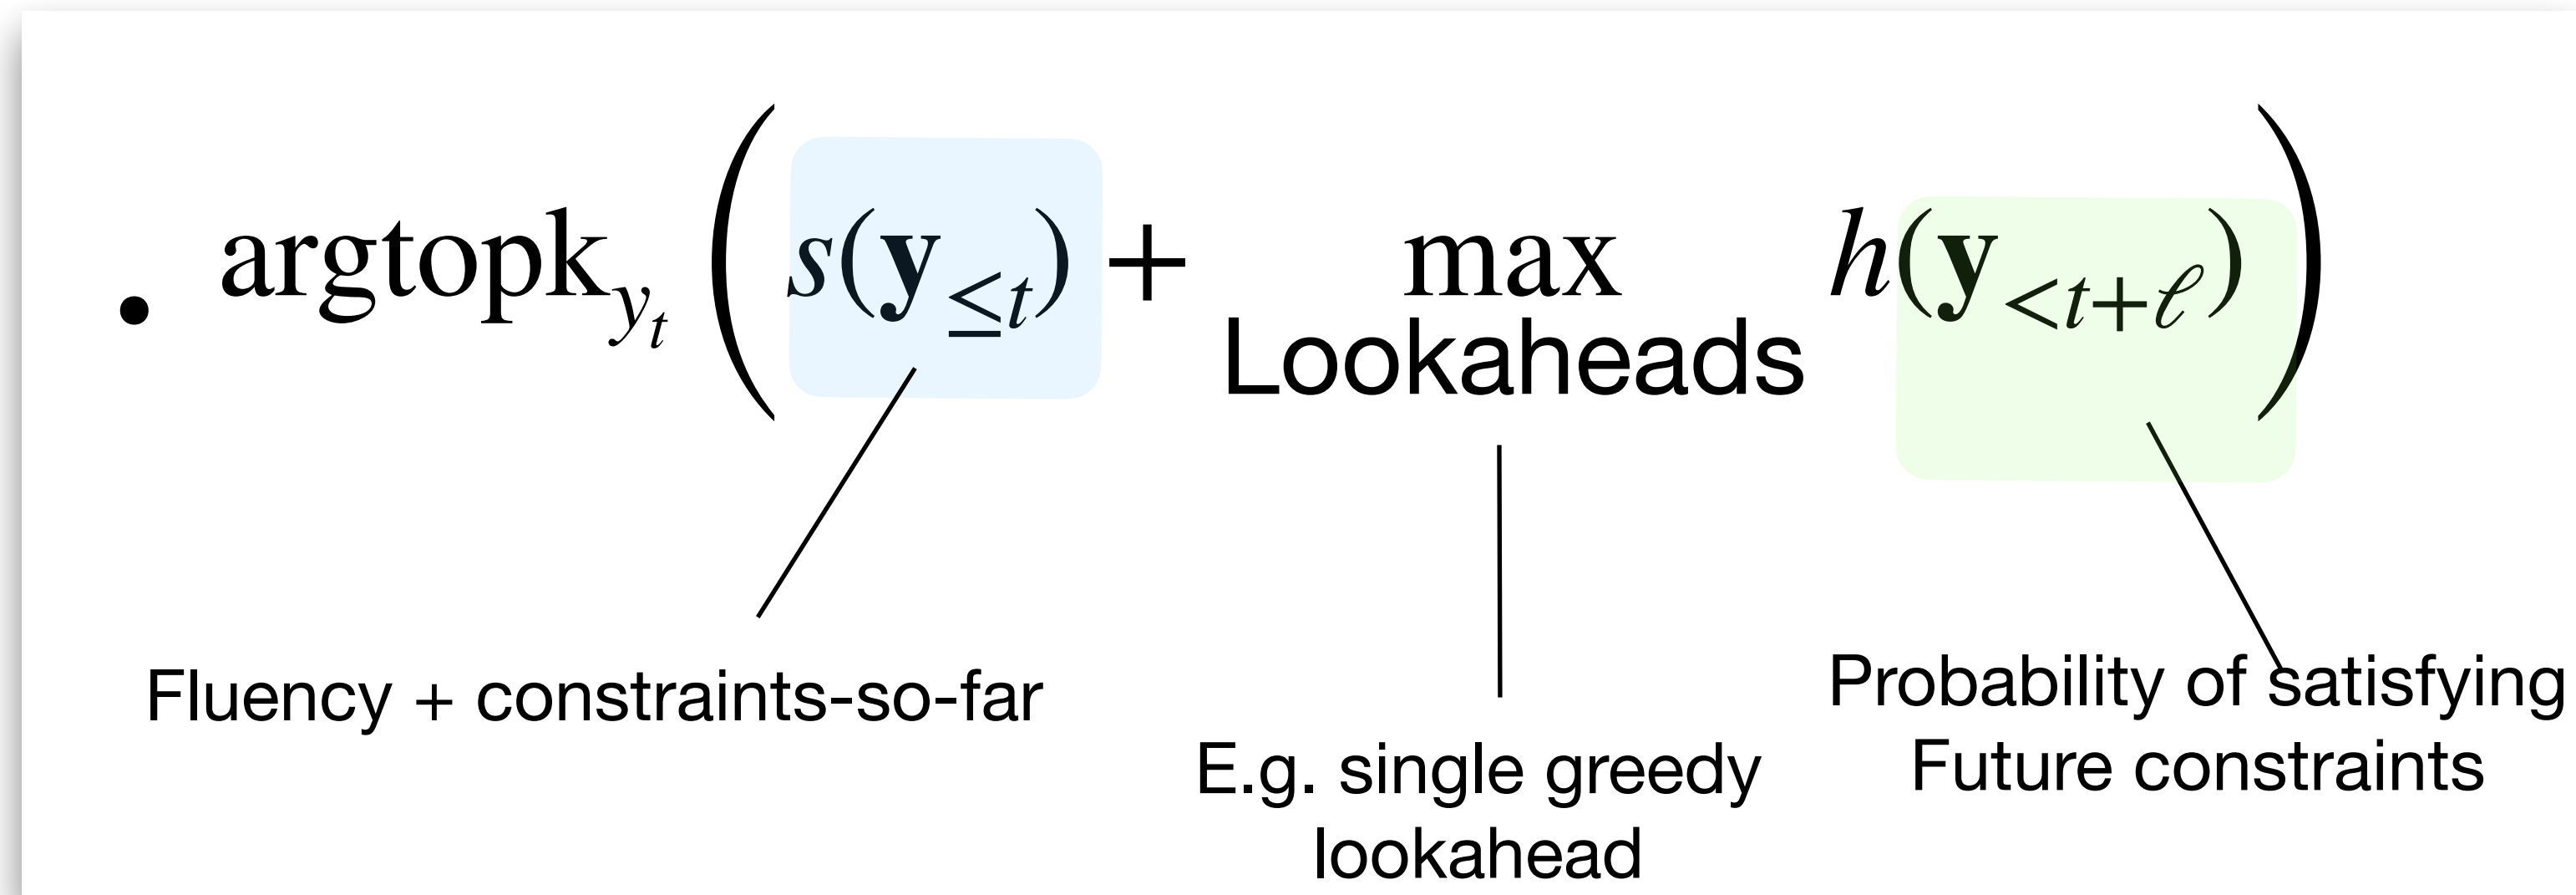 • argtopk_{y_t} ( s(y_{≤t}) + max h(y_{<t+ℓ}) )
Lookaheads
Fluency + constraints-so-far
E.g. single greedy
lookahead
Probability of satisfying
Future constraints